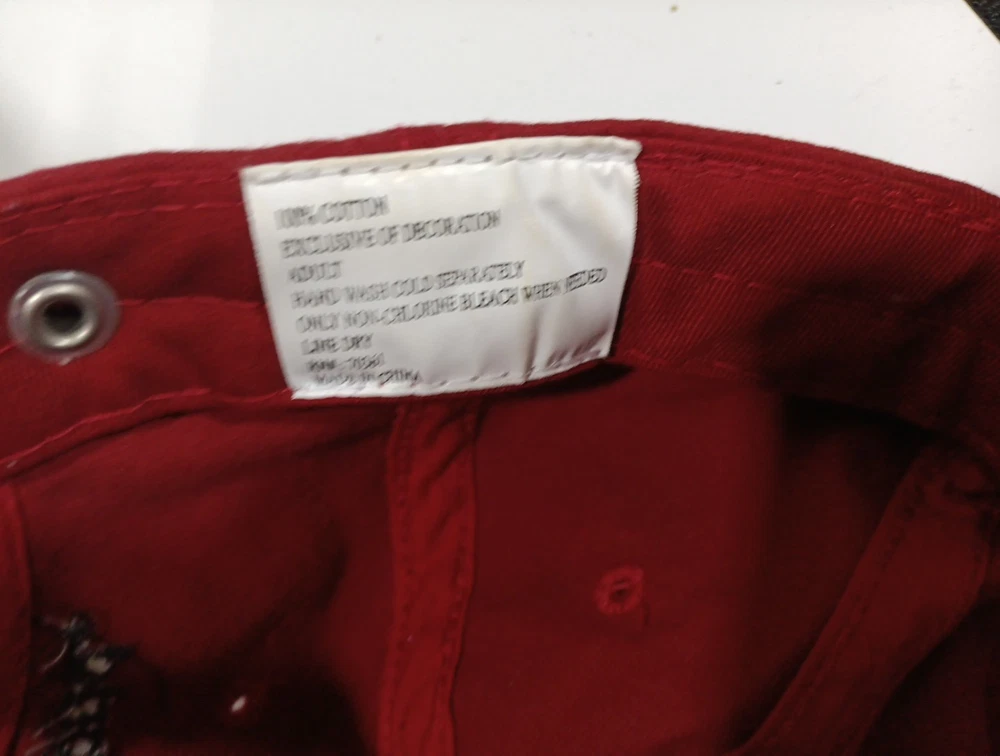 100% COTTON
EXCLUSIVE OF DECORATION
ADULT
HAND WASH COLD SEPARATELY
ONLY NON-CHLORINE BLEACH WHEN NEEDED
LINE DRY
MADE IN CHINA